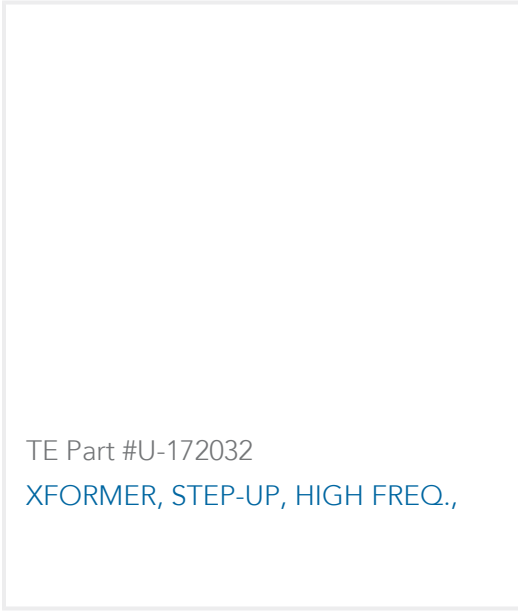 TE Part #U-172032
XFORMER, STEP-UP, HIGH FREQ.,